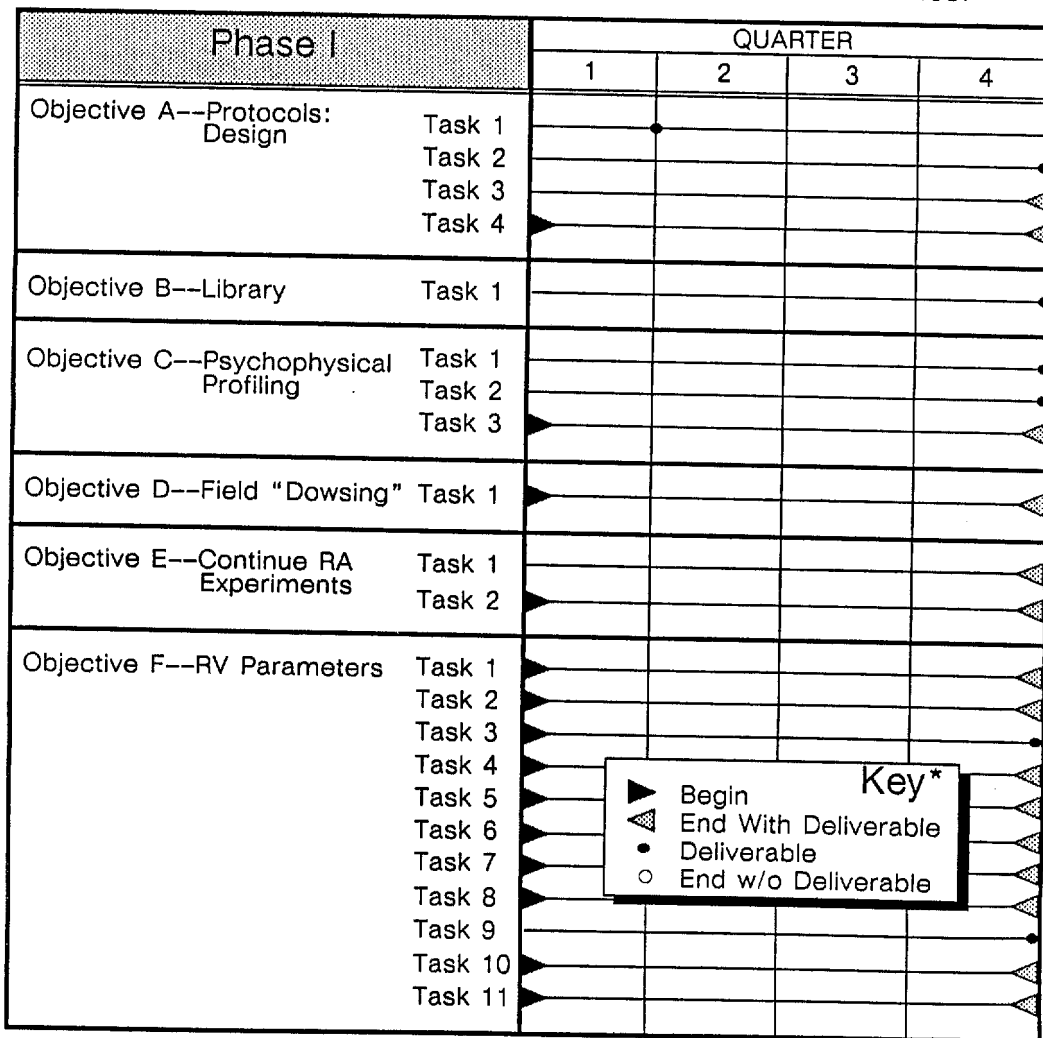 Phase I
QUARTER
1 2 3 4
Objective A--Protocols: Task 1
Design
Task 2
Task 3
Task 4
Objective B--Library Task 1
Objective C--Psychophysical Task 1
Profiling Task 2
Task 3
Objective D--Field "Dowsing" Task 1
Objective E--Continue RA Task 1
Experiments
Task 2
Objective F--RV Parameters Task 1
Task 2
Task 3
Task 4
Task 5
Task 6
Task 7
Task 8
Task 9
Task 10
Task 11
Key*
Begin
End With Deliverable
Deliverable
End w/o Deliverable